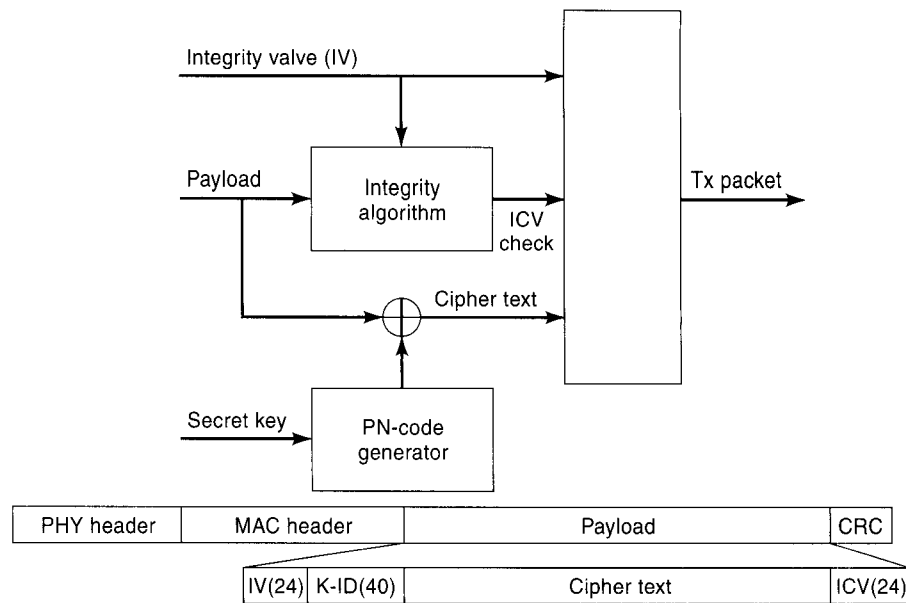 Integrity valve (IV)
Payload
Integrity
algorithm
ICV
check
Tx packet
Cipher text
Secret key
PN-code
generator
PHY header
MAC header
Payload
CRC
IV(24)
K-ID(40)
Cipher text
ICV(24)